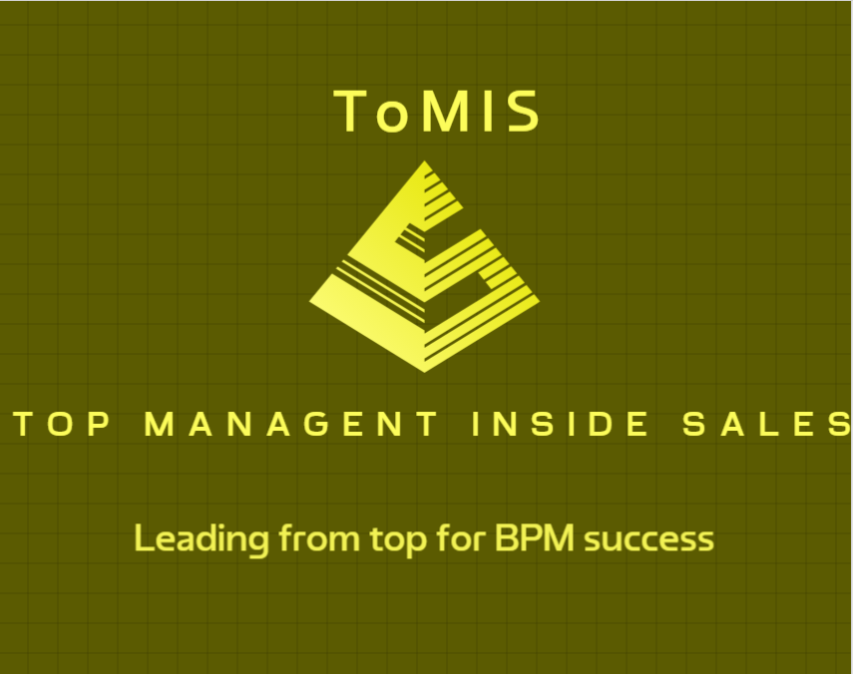 ToMIS
TOP MANAGENT INSIDE SALES
Leading from top for BPM success